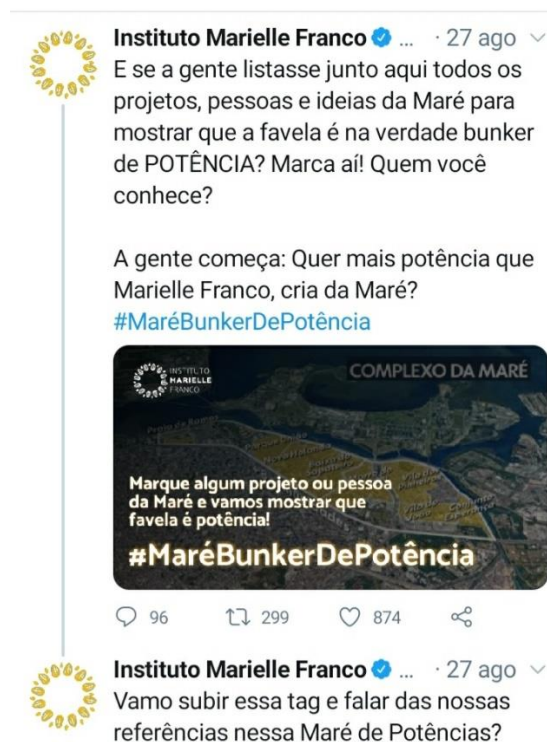 Instituto Marielle Franco ... · 27 ago
E se a gente listasse junto aqui todos os
projetos, pessoas e ideias da Maré para
mostrar que a favela é na verdade bunker
de POTÊNCIA? Marca aí! Quem você
conhece?
A gente começa: Quer mais potência que
Marielle Franco, cria da Maré?
#MaréBunkerDePotência
INSTITUTO
MARIELLE
FRANCO
COMPLEXO DA MARÉ
Marque algum projeto ou pessoa
da Maré e vamos mostrar que
favela é potência!
#MaréBunkerDePotência
96 299 874
Instituto Marielle Franco ... · 27 ago
Vamo subir essa tag e falar das nossas
referências nessa Maré de Potências?